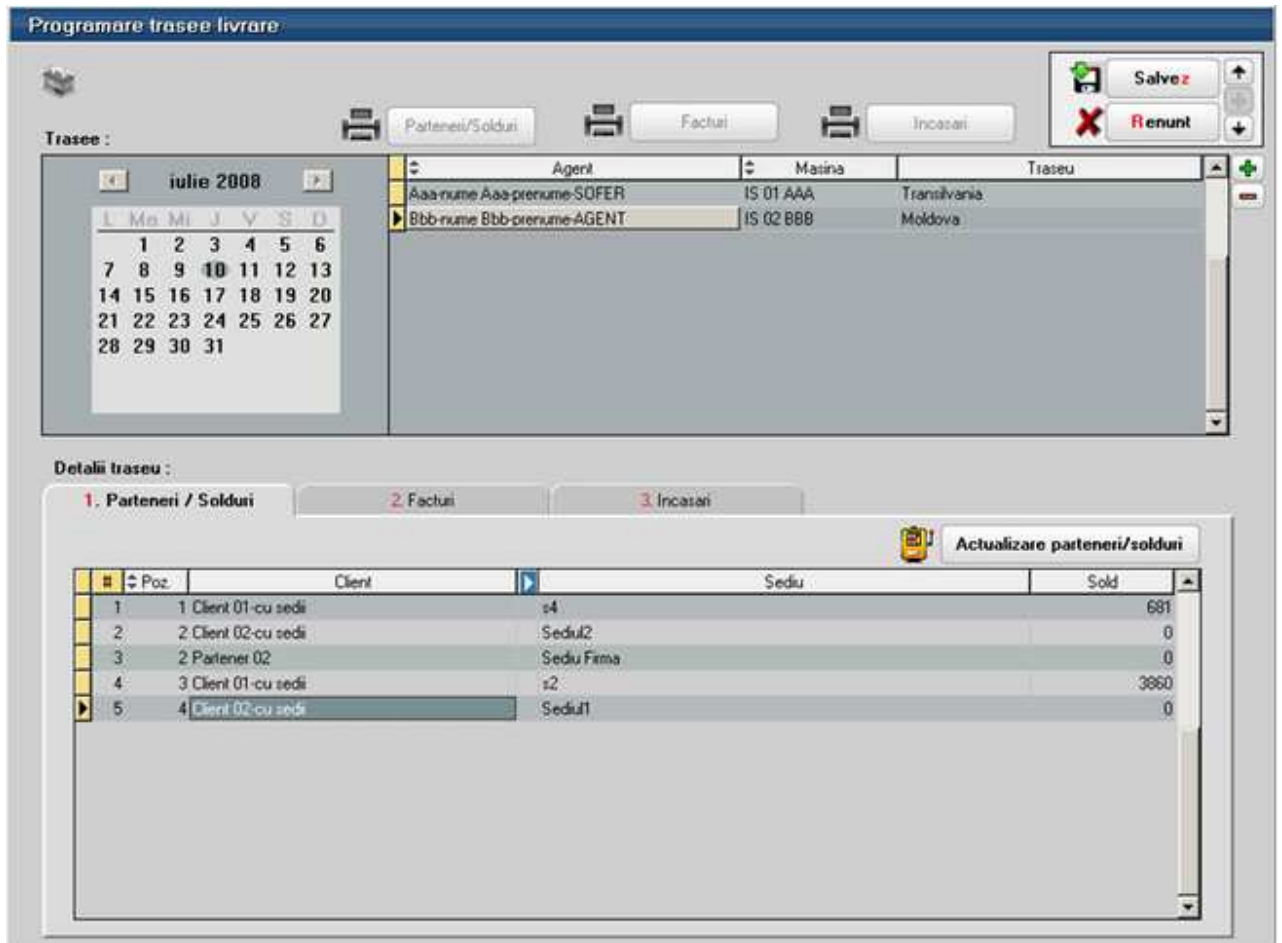 Programare trasee livrare
Salvez
Parteneri/Solduri Facturi Incasari Renunt
Trasee :
iulie 2008
L Ma Mi J V S D
1 2 3 4 5 6
7 8 9 10 11 12 13
14 15 16 17 18 19 20
21 22 23 24 25 26 27
28 29 30 31
Agent Masina Traseu
Aaa-nume Aaa-prenume-SOFER IS 01 AAA Transilvania
Bbb-nume Bbb-prenume-AGENT IS 02 BBB Moldova
Detalii traseu :
1. Parteneri / Solduri 2. Facturi 3. Incasari
Actualizare parteneri/solduri
# Poz. Client Sediu Sold
1 1 Client 01-cu sedii s4 681
2 2 Client 02-cu sedii Sediul2 0
3 2 Partener 02 Sediu Firma 0
4 3 Client 01-cu sedii s2 3860
5 4 Client 02-cu sedii Sediul1 0